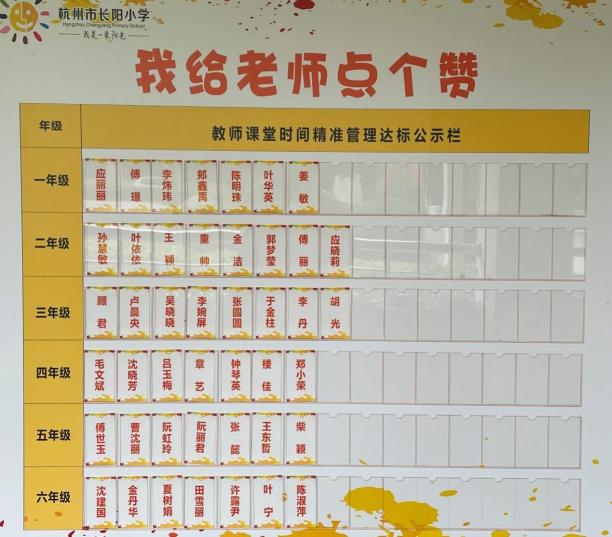 杭州市长阳小学
Hangzhou Changyang Primary School
我是一束阳光
我给老师点个赞
年级 教师课堂时间精准管理达标公示栏
一年级 应丽丽 傅璟 李炜玮 郏鑫禹 陈明珠 叶华英 姜敏
二年级 孙慧敏 叶依依 王颖 童帅 金洁 郭梦莹 傅丽 应晓莉
三年级 顾君 卢晨央 吴晓晓 李婉屏 张圆圆 于金柱 李丹 胡光
四年级 毛文斌 沈晓芳 吕玉梅 章艺 钟琴英 楼佳 郑小荣
五年级 傅世玉 曹沈丽 阮虹玲 阮丽君 张懿 王东哲 柴颖
六年级 沈建国 金丹华 夏树娟 田雪丽 许露尹 叶宁 陈淑萍